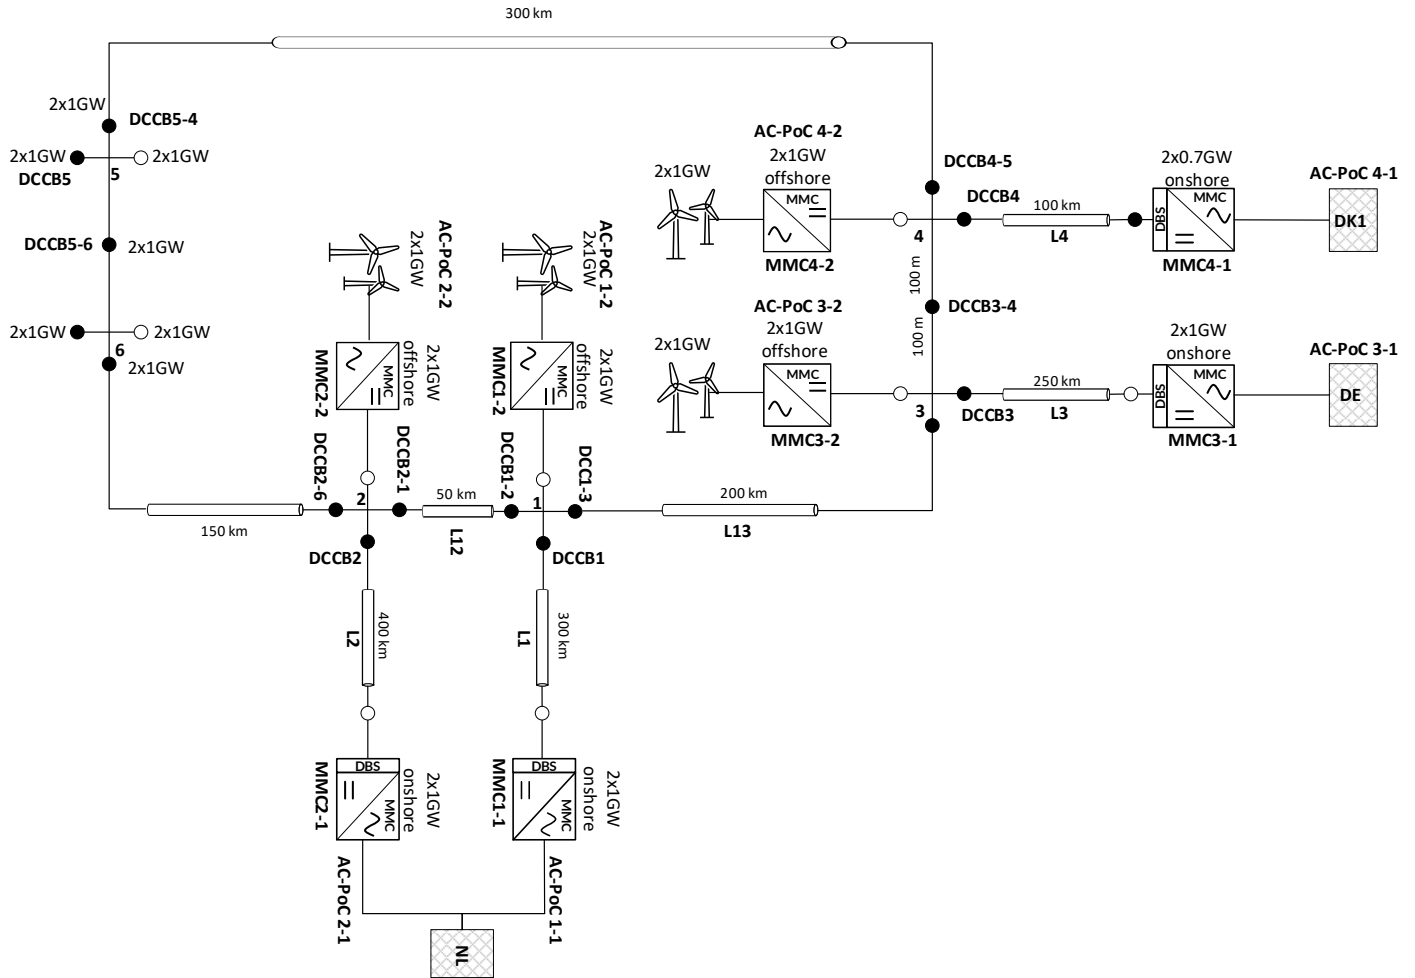 300 km
2x1GW
DCCB5-4
2x1GW
2x1GW
DCCB5
5
DCCB5-6
2x1GW
2x1GW
2x1GW
6
2x1GW
AC-PoC 2-2
2x1GW
MMC2-2
MMC
offshore
2x1GW
AC-PoC 1-2
2x1GW
MMC1-2
MMC
offshore
2x1GW
AC-PoC 4-2
2x1GW
offshore
2x1GW
MMC
MMC4-2
4
DCCB4-5
DCCB4
100 km
L4
2x0.7GW
onshore
DBS
MMC
MMC4-1
AC-PoC 4-1
DK1
100 m
DCCB3-4
100 m
AC-PoC 3-2
2x1GW
offshore
2x1GW
MMC
MMC3-2
3
DCCB3
250 km
L3
2x1GW
onshore
DBS
MMC
MMC3-1
AC-PoC 3-1
DE
DCCB2-6
2
DCCB2-1
50 km
L12
DCCB1-2
1
DCC1-3
200 km
L13
150 km
DCCB2
DCCB1
L2
400 km
L1
300 km
DBS
MMC
MMC2-1
onshore
2x1GW
DBS
MMC
MMC1-1
onshore
2x1GW
AC-PoC 2-1
AC-PoC 1-1
NL